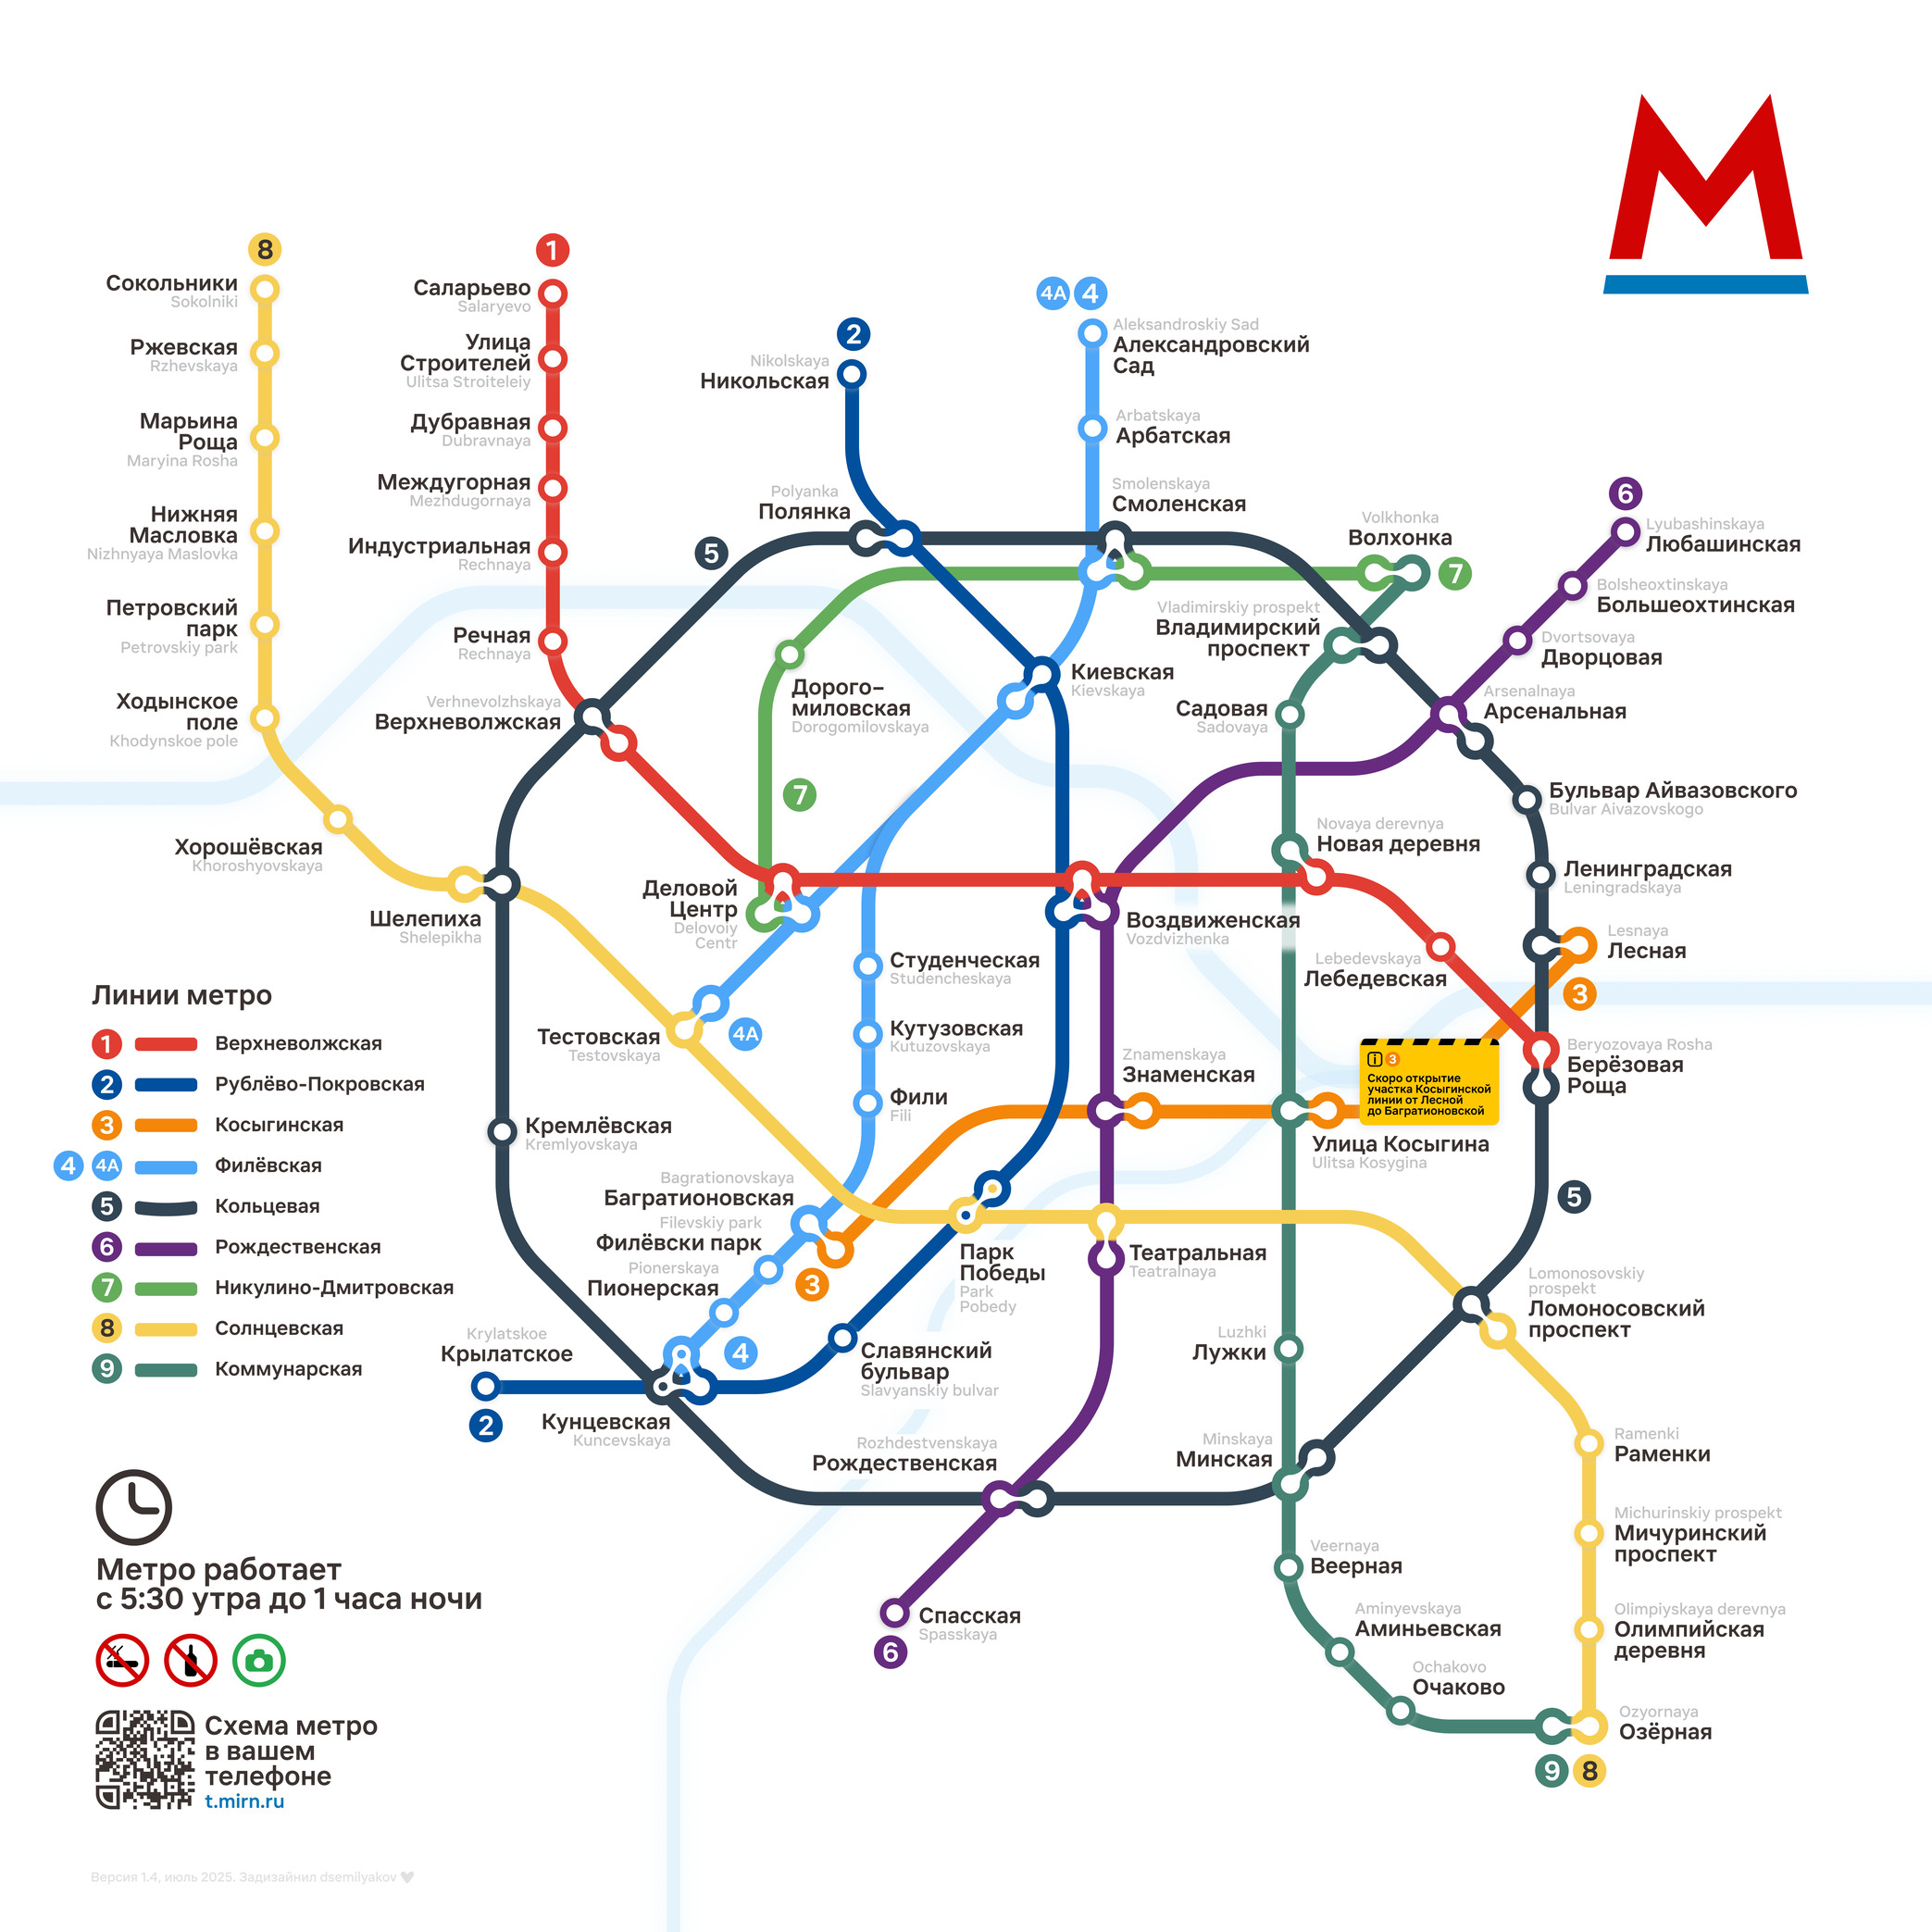 8
Сокольники
Sokolniki
Ржевская
Rzhevskaya
Марьина
Роща
Maryina Rosha
Нижняя
Масловка
Nizhnyaya Maslovka
Петровский
парк
Petrovskiy park
Ходынское
поле
Khodynskoe pole
Хорошёвская
Khoroshyovskaya
Шелепиха
Shelepikha
1
Саларьево
Salaryevo
Улица
Строителей
Ulitsa Stroiteleiy
Дубравная
Dubravnaya
Междугорная
Mezhdugornaya
Индустриальная
Rechnaya
Речная
Rechnaya
Verhnevolzhskaya
Верхневолжская
2
Nikolskaya
Никольская
Polyanka
Полянка
5
4A 4
Aleksandroskiy Sad
Александровский
Сад
Arbatskaya
Арбатская
Smolenskaya
Смоленская
Volkhonka
Волхонка
7
6
Lyubashinskaya
Любашинская
Bolsheoxtinskaya
Большеохтинская
Dvortsovaya
Дворцовая
Arsenalnaya
Арсенальная
Vladimirskiy prospekt
Владимирский
проспект
Садовая
Sadovaya
Киевская
Kievskaya
Дорого–
миловская
Dorogomilovskaya
7
Бульвар Айвазовского
Bulvar Aivazovskogo
Novaya derevnya
Новая деревня
Ленинградская
Leningradskaya
Деловой
Центр
Delovoiy
Centr
Воздвиженская
Vozdvizhenka
Lesnaya
Лесная
3
Lebedevskaya
Лебедевская
Студенческая
Studencheskaya
Кутузовская
Kutuzovskaya
Фили
Fili
Тестовская
Testovskaya
4A
Znamenskaya
Знаменская
i 3
Скоро открытие
участка Косыгинской
линии от Лесной
до Багратионовской
Beryozovaya Rosha
Берёзовая
Роща
Улица Косыгина
Ulitsa Kosygina
5
Кремлёвская
Kremlyovskaya
Bagrationovskaya
Багратионовская
Filevskiy park
Филёвски парк
Pionerskaya
Пионерская
3
4
Парк
Победы
Park
Pobedy
Театральная
Teatralnaya
Lomonosovskiy
prospekt
Ломоносовский
проспект
Luzhki
Лужки
Славянский
бульвар
Slavyanskiy bulvar
Krylatskoe
Крылатское
2
Кунцевская
Kuncevskaya
Rozhdestvenskaya
Рождественская
Minskaya
Минская
Ramenki
Раменки
Michurinskiy prospekt
Мичуринский
проспект
Veernaya
Веерная
Спасская
Spasskaya
6
Aminyevskaya
Аминьевская
Olimpiyskaya derevnya
Олимпийская
деревня
Ochakovo
Очаково
Ozyornaya
Озёрная
9 8
Линии метро
1 Верхневолжская
2 Рублёво-Покровская
3 Косыгинская
4 4A Филёвская
5 Кольцевая
6 Рождественская
7 Никулино-Дмитровская
8 Солнцевская
9 Коммунарская
Метро работает
с 5:30 утра до 1 часа ночи
Схема метро
в вашем
телефоне
t.mirn.ru
Версия 1.4, июль 2025. Задизайнил dsemilyakov